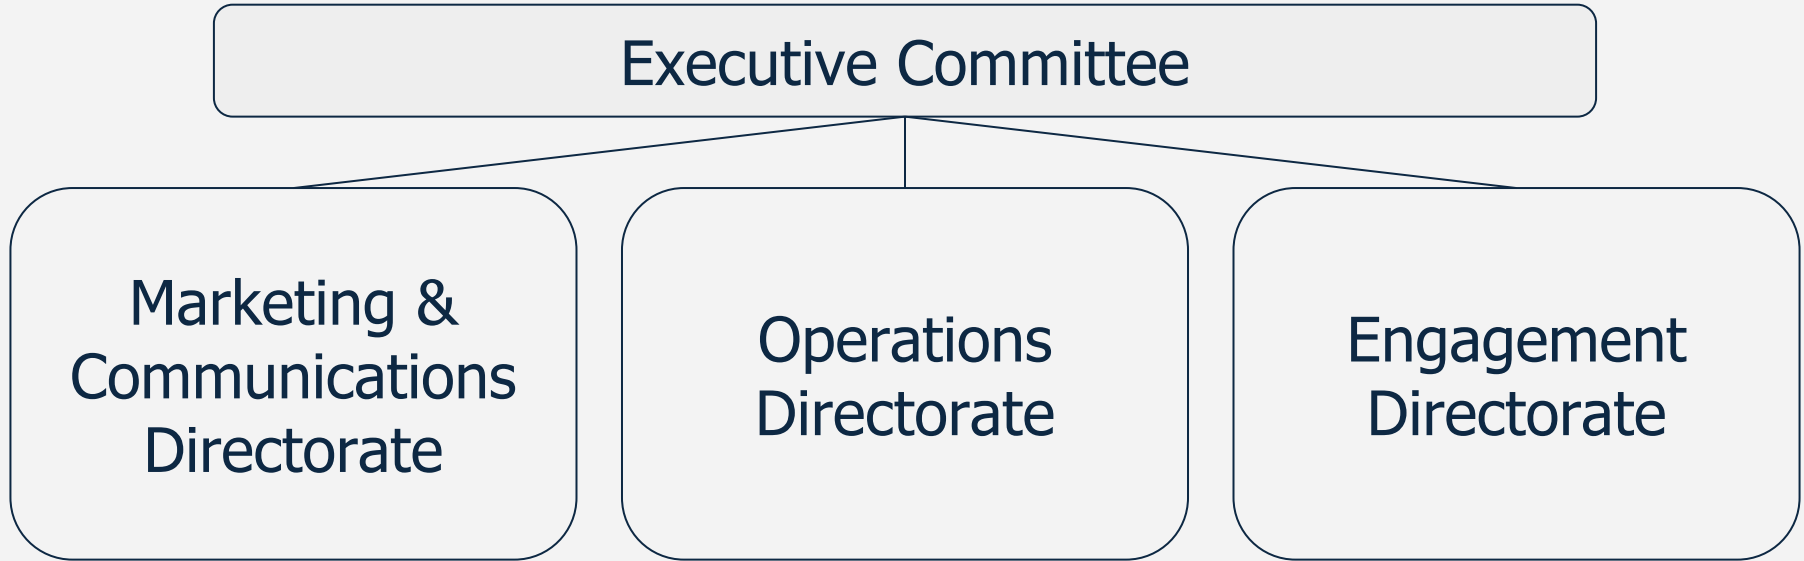 Executive Committee
Marketing &
Communications
Directorate
Operations
Directorate
Engagement
Directorate